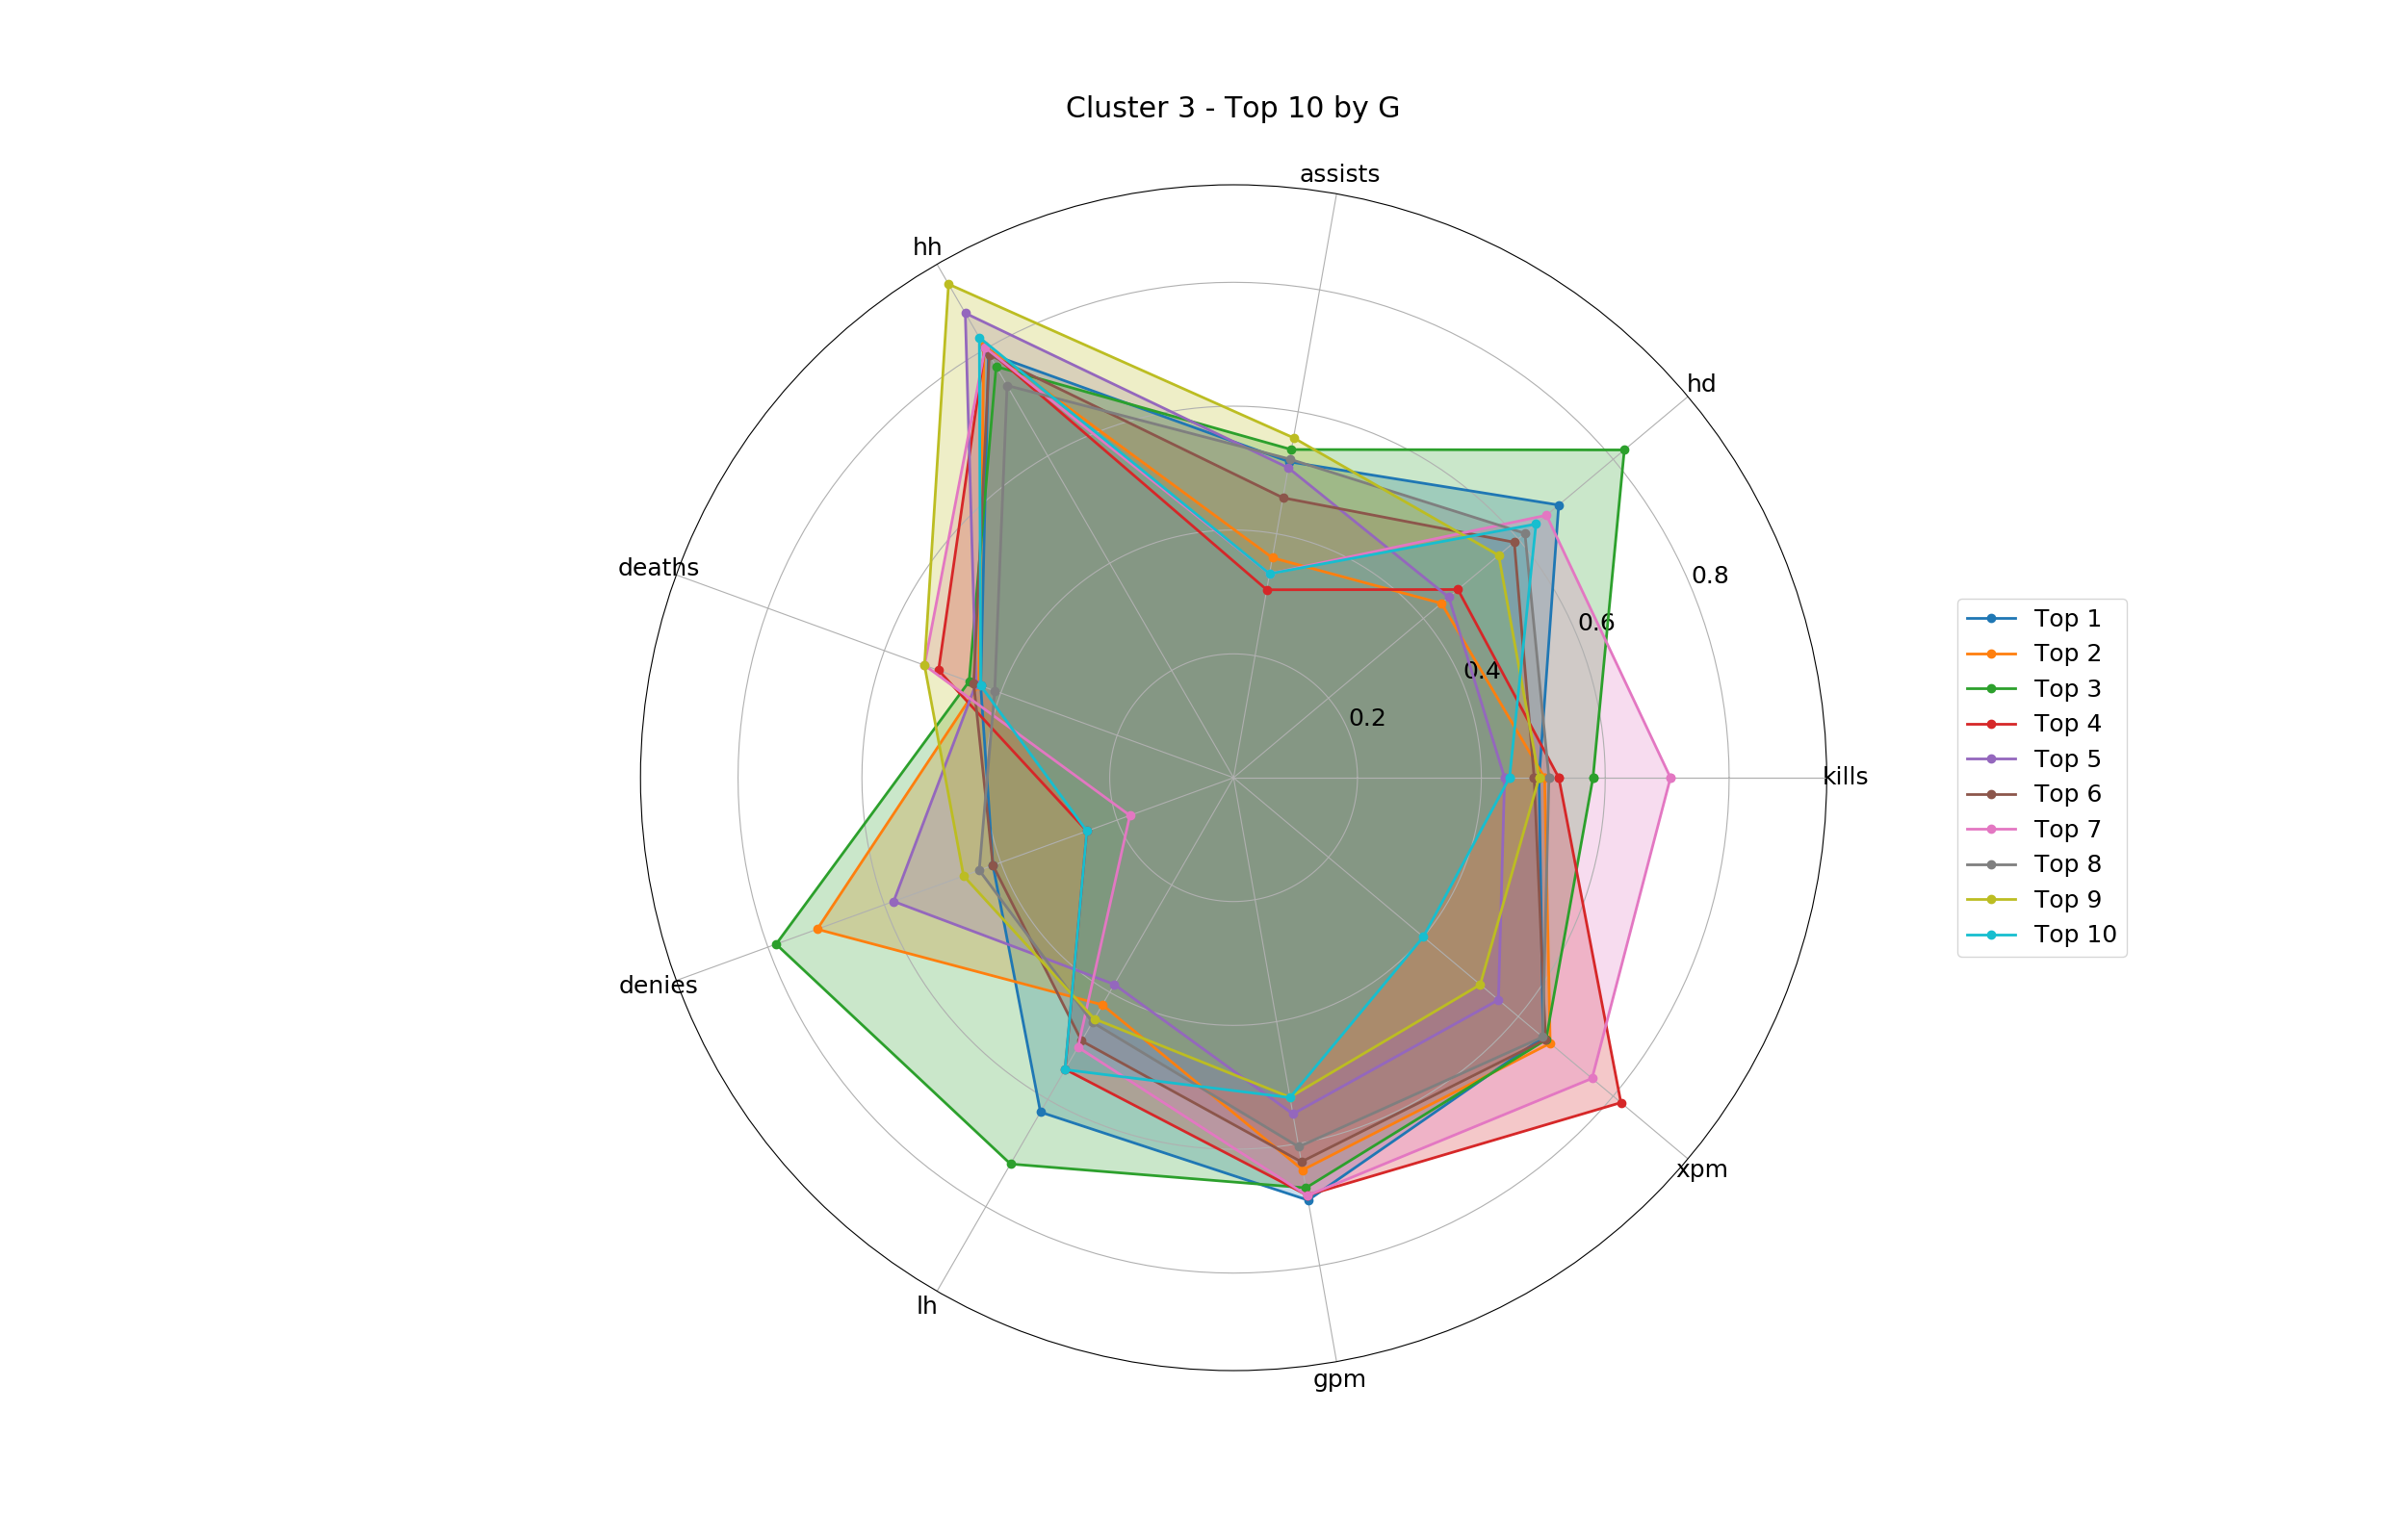 Cluster 3 - Top 10 by G
assists
hh
hd
deaths
0.8
0.6
0.4
0.2
kills
denies
xpm
lh
gpm
Top 1
Top 2
Top 3
Top 4
Top 5
Top 6
Top 7
Top 8
Top 9
Top 10